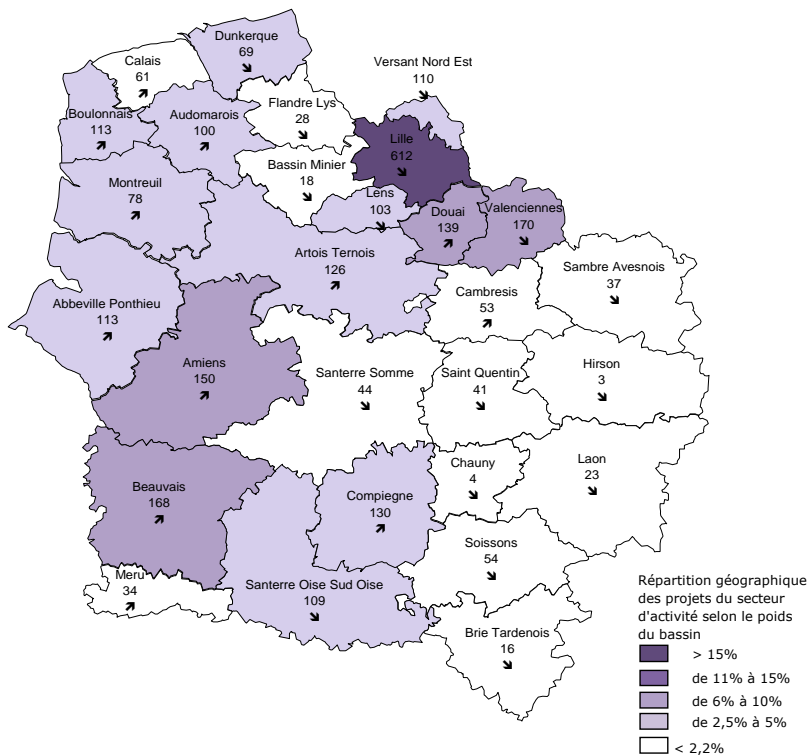 Dunkerque
69
Calais
61
Versant Nord Est
110
Boulonnais
113
Audomarois
100
Flandre Lys
28
Lille
612
Bassin Minier
18
Montreuil
78
Lens
103
Douai
139
Valenciennes
170
Artois Ternois
126
Sambre Avesnois
37
Abbeville Ponthieu
113
Cambresis
53
Amiens
150
Santerre Somme
44
Saint Quentin
41
Hirson
3
Beauvais
168
Compiegne
130
Chauny
4
Laon
23
Soissons
54
Meru
34
Santerre Oise Sud Oise
109
Brie Tardenois
16
Répartition géographique
des projets du secteur
d'activité selon le poids
du bassin
> 15%
de 11% à 15%
de 6% à 10%
de 2,5% à 5%
< 2,2%